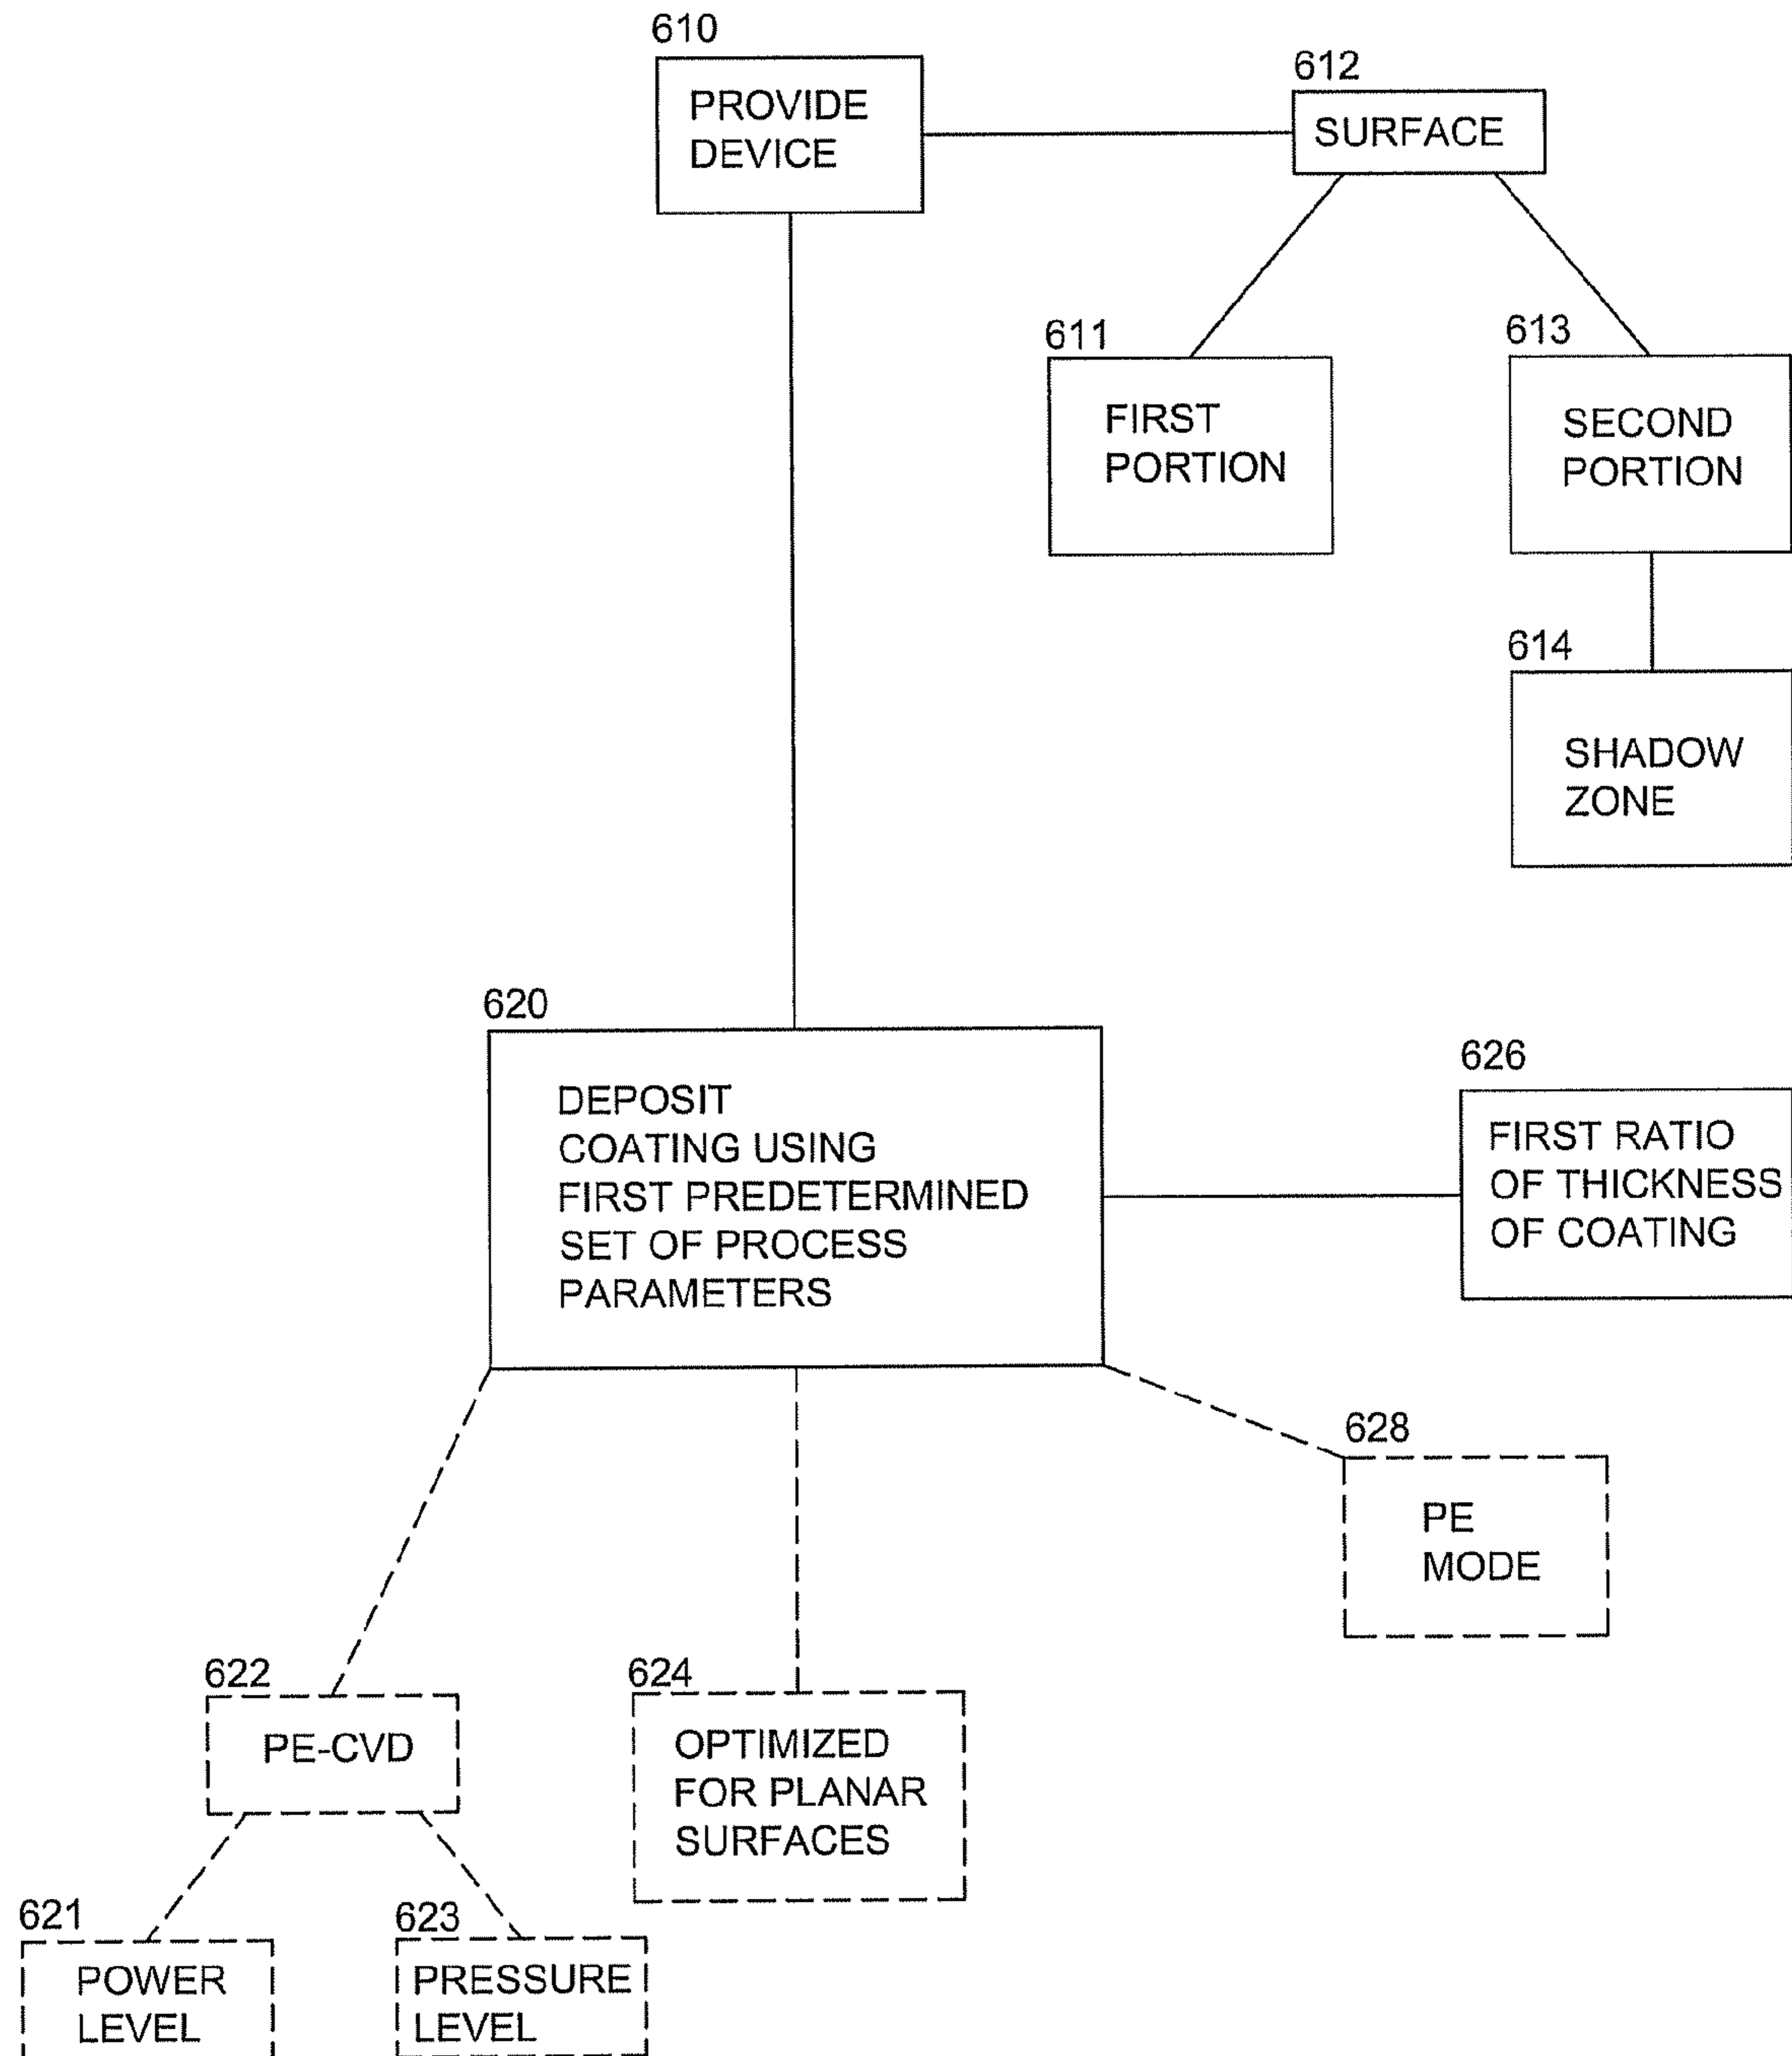 610
PROVIDE
DEVICE
612
SURFACE
611
FIRST
PORTION
613
SECOND
PORTION
614
SHADOW
ZONE
620
DEPOSIT
COATING USING
FIRST PREDETERMINED
SET OF PROCESS
PARAMETERS
626
FIRST RATIO
OF THICKNESS
OF COATING
628
PE
MODE
622
PE-CVD
624
OPTIMIZED
FOR PLANAR
SURFACES
621
POWER
LEVEL
623
PRESSURE
LEVEL